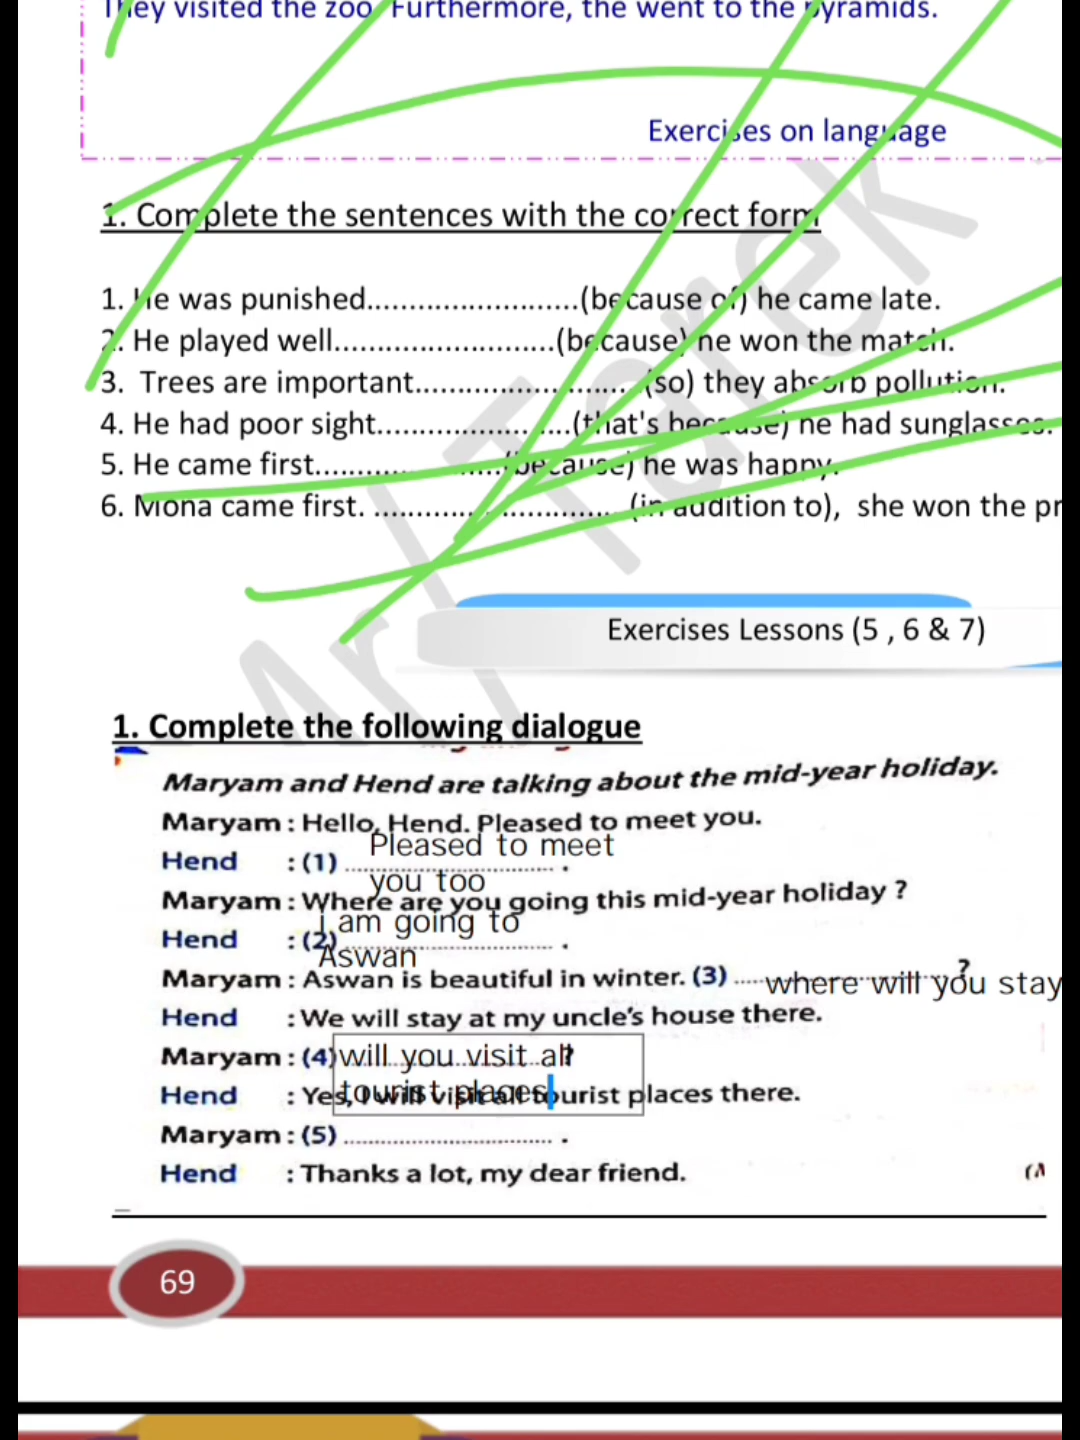 They visited the zoo. Furthermore, the went to the pyramids.
Exercises on language
1. Complete the sentences with the correct form
1. He was punished........................(because of) he came late.
2. He played well..........................(because) he won the match.
3. Trees are important..........................(so) they absorb pollution.
4. He had poor sight.......................(that's because) he had sunglasses.
5. He came first......................(because) he was happy.
6. Mona came first. ............................. (in addition to), she won the pr
Mr/Tarek
Exercises Lessons (5 , 6 & 7)
1. Complete the following dialogue
Maryam and Hend are talking about the mid-year holiday.
Maryam : Hello, Hend. Pleased to meet you.
Hend : (1) Pleased to meet you too .
Maryam : Where are you going this mid-year holiday ?
Hend : (2) i am going to Aswan .
Maryam : Aswan is beautiful in winter. (3) where will you stay ?
Hend : We will stay at my uncle's house there.
Maryam : (4) will you visit all tourist places ?
Hend : Yes, I will visit all tourist places there.
Maryam : (5) ................................ .
Hend : Thanks a lot, my dear friend.
69